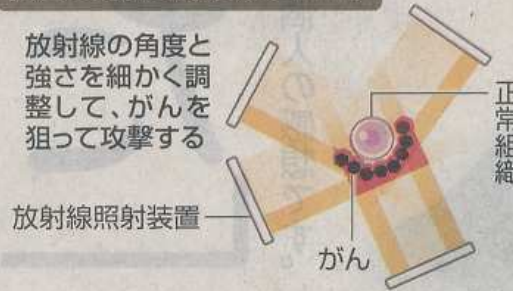 放射線の角度と
強さを細かく調
整して、がんを
狙って攻撃する
正常組織
放射線照射装置
がん